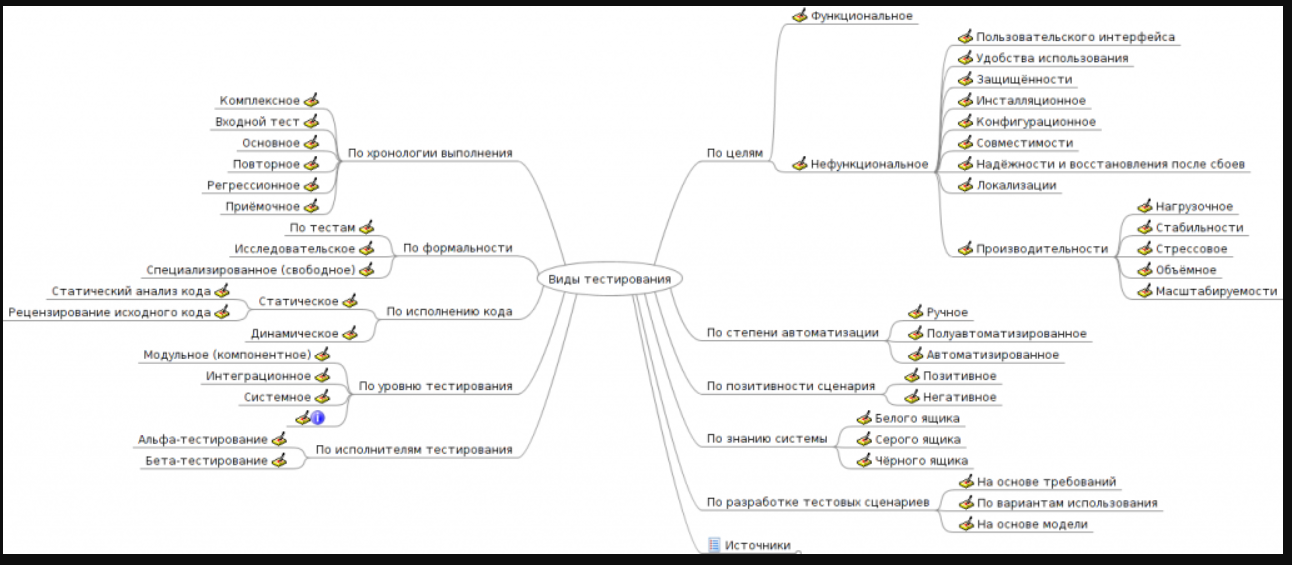 Виды тестирования
По хронологии выполнения
Комплексное
Входной тест
Основное
Повторное
Регрессионное
Приёмочное
По формальности
По тестам
Исследовательское
Специализированное (свободное)
По исполнению кода
Статическое
Статический анализ кода
Рецензирование исходного кода
Динамическое
По уровню тестирования
Модульное (компонентное)
Интеграционное
Системное
По исполнителям тестирования
Альфа-тестирование
Бета-тестирование
По целям
Функциональное
Нефункциональное
Пользовательского интерфейса
Удобства использования
Защищённости
Инсталляционное
Конфигурационное
Совместимости
Надёжности и восстановления после сбоев
Локализации
Производительности
Нагрузочное
Стабильности
Стрессовое
Объёмное
Масштабируемости
По степени автоматизации
Ручное
Полуавтоматизированное
Автоматизированное
По позитивности сценария
Позитивное
Негативное
По знанию системы
Белого ящика
Серого ящика
Чёрного ящика
По разработке тестовых сценариев
На основе требований
По вариантам использования
На основе модели
Источники